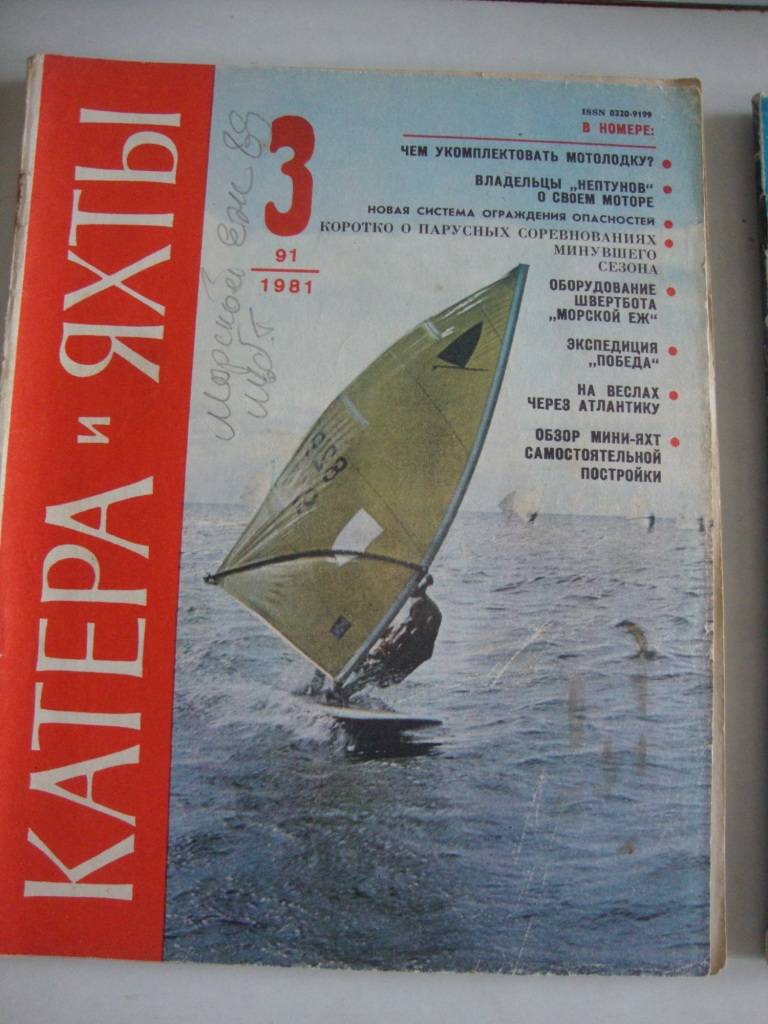 КАТЕРА и ЯХТЫ
3
91
1981
ISSN 0320-9199
В НОМЕРЕ:
ЧЕМ УКОМПЛЕКТОВАТЬ МОТОЛОДКУ?
ВЛАДЕЛЬЦЫ „НЕПТУНОВ“
О СВОЕМ МОТОРЕ
НОВАЯ СИСТЕМА ОГРАЖДЕНИЯ ОПАСНОСТЕЙ
КОРОТКО О ПАРУСНЫХ СОРЕВНОВАНИЯХ
МИНУВШЕГО
СЕЗОНА
ОБОРУДОВАНИЕ
ШВЕРТБОТА
„МОРСКОЙ ЕЖ“
ЭКСПЕДИЦИЯ
„ПОБЕДА“
НА ВЕСЛАХ
ЧЕРЕЗ АТЛАНТИКУ
ОБЗОР МИНИ-ЯХТ
САМОСТОЯТЕЛЬНОЙ
ПОСТРОЙКИ
Морской Еж